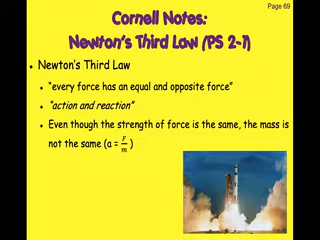 Page 69
Cornell Notes:
Newton's Third Law (PS 2-1)
• Newton's Third Law
• "every force has an equal and opposite force"
• "action and reaction"
• Even though the strength of force is the same, the mass is
not the same (a = F/m )